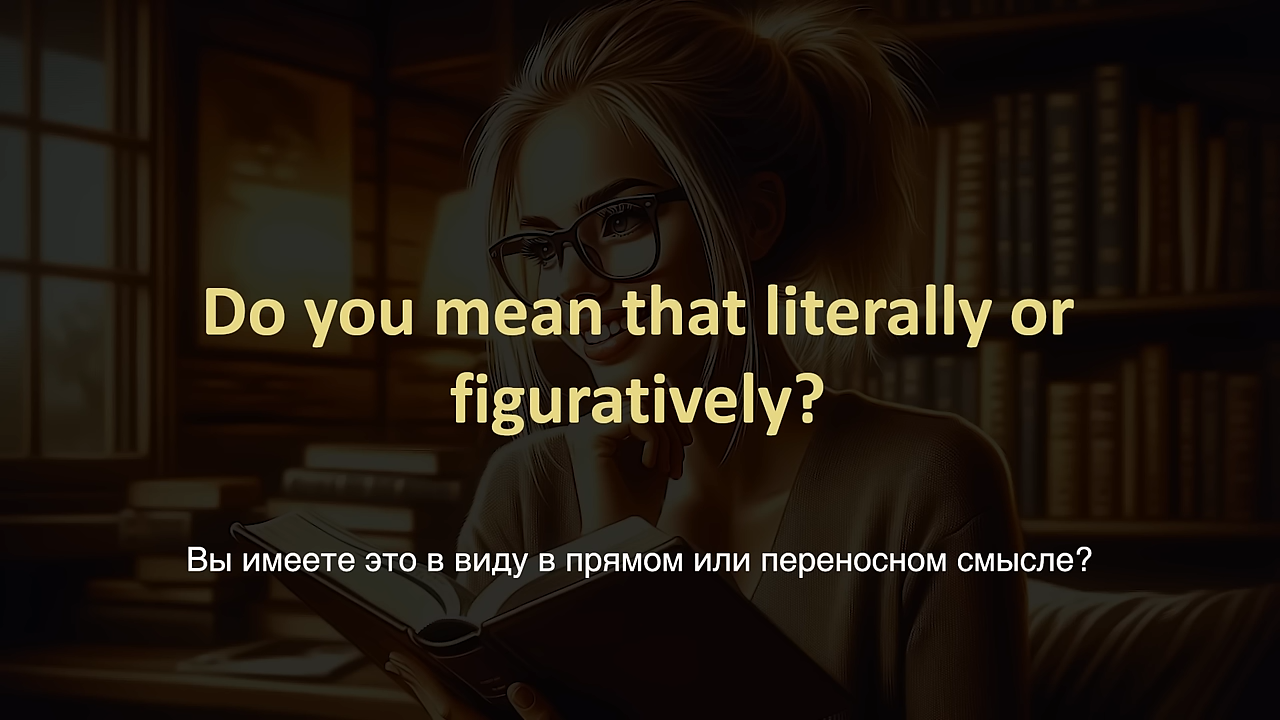 Do you mean that literally or
figuratively?
Вы имеете это в виду в прямом или переносном смысле?